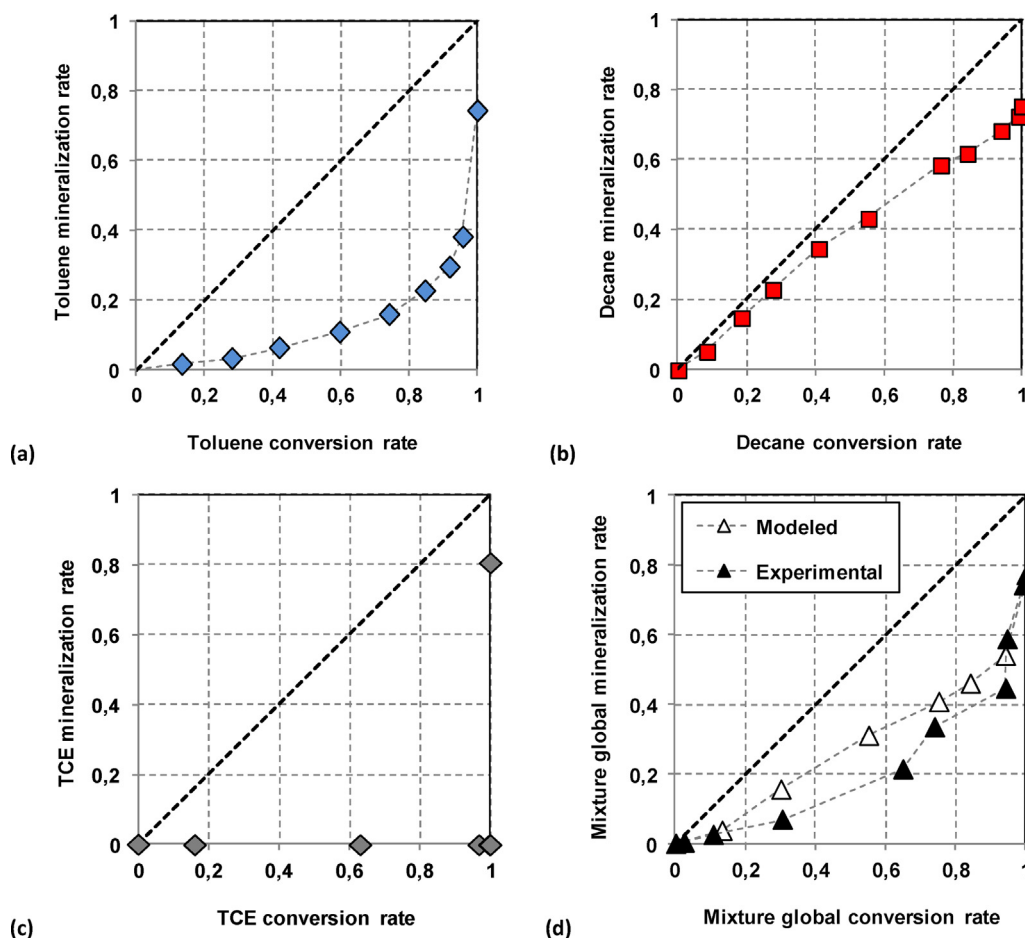 1
0,8
0,6
0,4
0,2
0
0 0,2 0,4 0,6 0,8 1
Toluene mineralization rate
Toluene conversion rate
(a)
1
0,8
0,6
0,4
0,2
0
0 0,2 0,4 0,6 0,8 1
Decane mineralization rate
Decane conversion rate
(b)
1
0,8
0,6
0,4
0,2
0
0 0,2 0,4 0,6 0,8 1
TCE mineralization rate
TCE conversion rate
(c)
1
0,8
0,6
0,4
0,2
0
0 0,2 0,4 0,6 0,8 1
Mixture global mineralization rate
Modeled
Experimental
Mixture global conversion rate
(d)